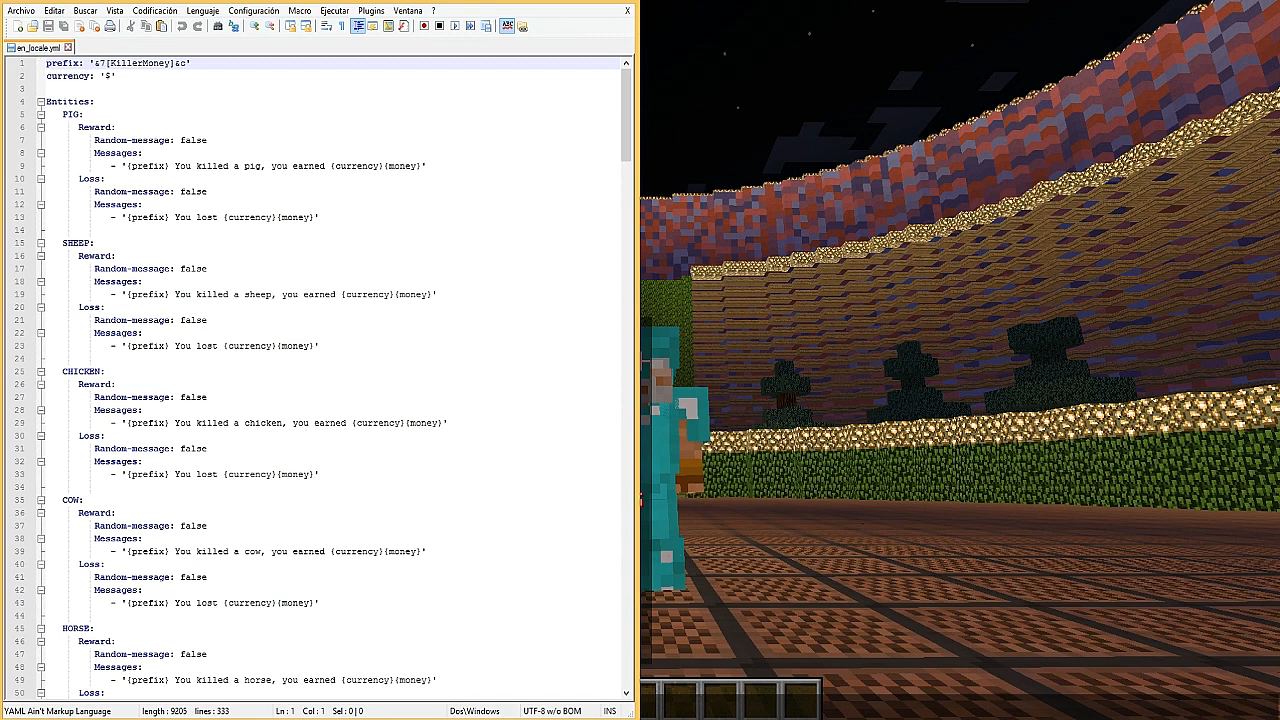 Archivo Editar Buscar Vista Codificación Lenguaje Configuración Macro Ejecutar Plugins Ventana ? X
en_locale.yml
1 prefix: '&7[KillerMoney]&c'
2 currency: '$'
3
4 Entities:
5 PIG:
6 Reward:
7 Random-message: false
8 Messages:
9 - '{prefix} You killed a pig, you earned {currency}{money}'
10 Loss:
11 Random-message: false
12 Messages:
13 - '{prefix} You lost {currency}{money}'
14
15 SHEEP:
16 Reward:
17 Random-message: false
18 Messages:
19 - '{prefix} You killed a sheep, you earned {currency}{money}'
20 Loss:
21 Random-message: false
22 Messages:
23 - '{prefix} You lost {currency}{money}'
24
25 CHICKEN:
26 Reward:
27 Random-message: false
28 Messages:
29 - '{prefix} You killed a chicken, you earned {currency}{money}'
30 Loss:
31 Random-message: false
32 Messages:
33 - '{prefix} You lost {currency}{money}'
34
35 COW:
36 Reward:
37 Random-message: false
38 Messages:
39 - '{prefix} You killed a cow, you earned {currency}{money}'
40 Loss:
41 Random-message: false
42 Messages:
43 - '{prefix} You lost {currency}{money}'
44
45 HORSE:
46 Reward:
47 Random-message: false
48 Messages:
49 - '{prefix} You killed a horse, you earned {currency}{money}'
50 Loss:
YAML Ain't Markup Language length : 9205 lines : 333 Ln : 1 Col : 1 Sel : 0 | 0 Dos\Windows UTF-8 w/o BOM INS